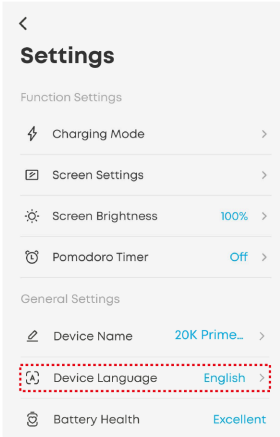 Settings
Function Settings
Charging Mode
Screen Settings
Screen Brightness 100%
Pomodoro Timer Off
General Settings
Device Name 20K Prime...
Device Language English
Battery Health Excellent